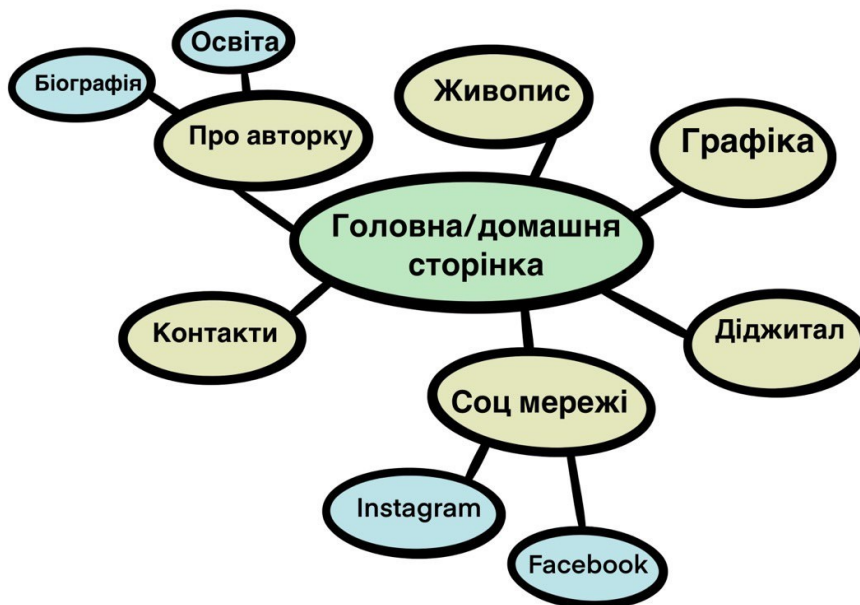 Освіта
Біографія
Живопис
Про авторку
Графіка
Головна/домашня
сторінка
Контакти
Діджитал
Соц мережі
Instagram
Facebook